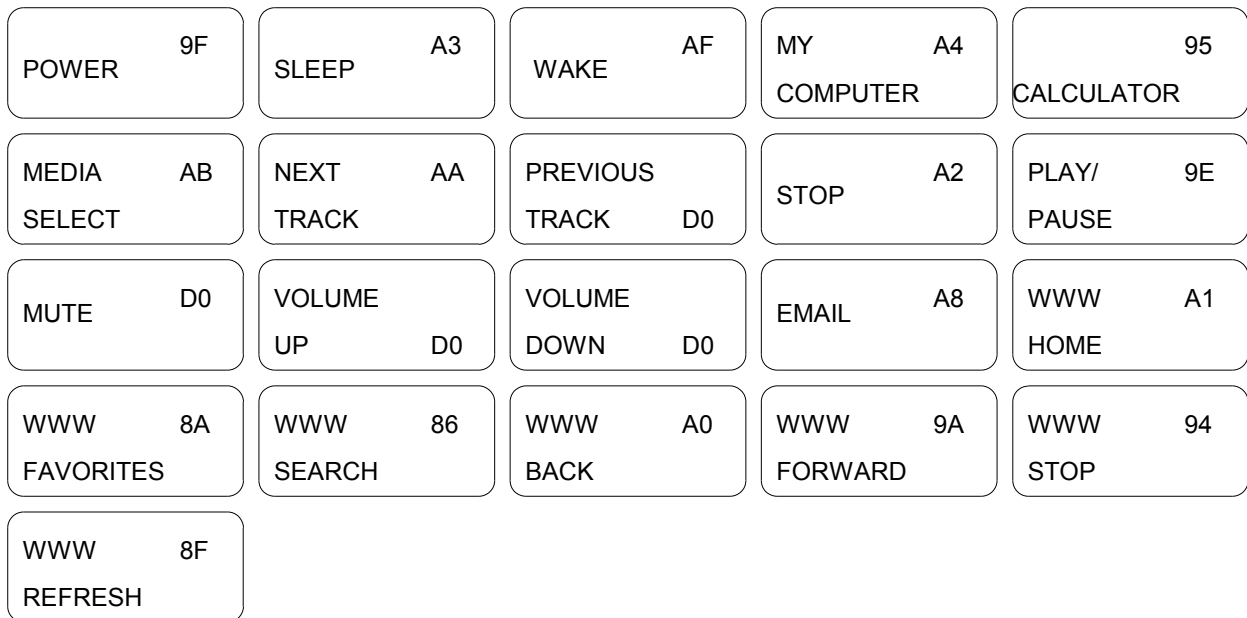 POWER 9F
SLEEP A3
WAKE AF
MY A4
COMPUTER
95
CALCULATOR
MEDIA AB
SELECT
NEXT AA
TRACK
PREVIOUS
TRACK D0
STOP A2
PLAY/ 9E
PAUSE
MUTE D0
VOLUME
UP D0
VOLUME
DOWN D0
EMAIL A8
WWW A1
HOME
WWW 8A
FAVORITES
WWW 86
SEARCH
WWW A0
BACK
WWW 9A
FORWARD
WWW 94
STOP
WWW 8F
REFRESH